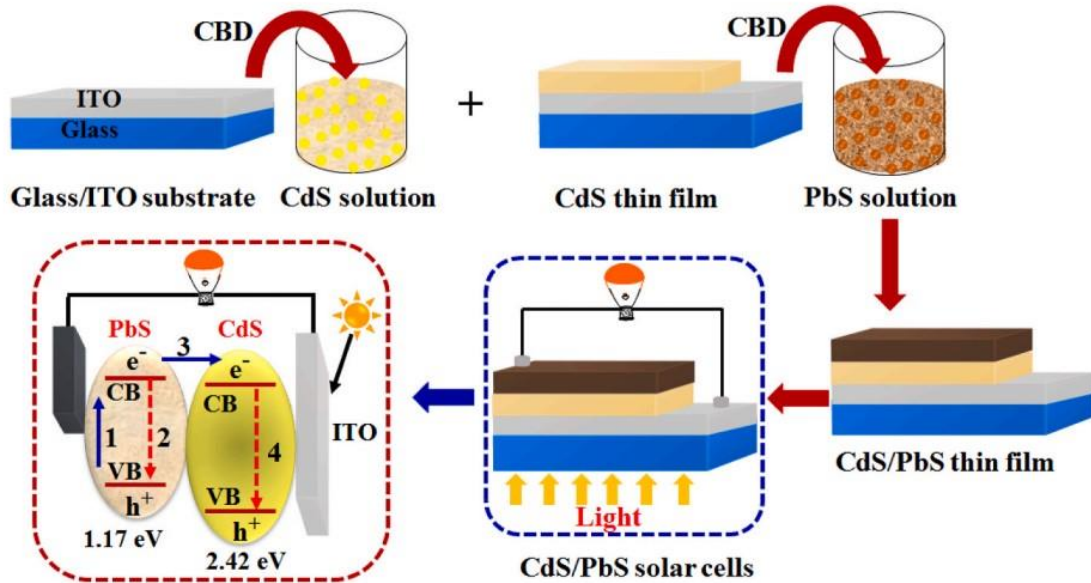 CBD
CBD
ITO
Glass
+
Glass/ITO substrate
CdS solution
CdS thin film
PbS solution
PbS
CdS
e-
3
e-
CB
CB
1
2
4
ITO
VB
VB
h+
h+
1.17 eV
2.42 eV
Light
CdS/PbS solar cells
CdS/PbS thin film